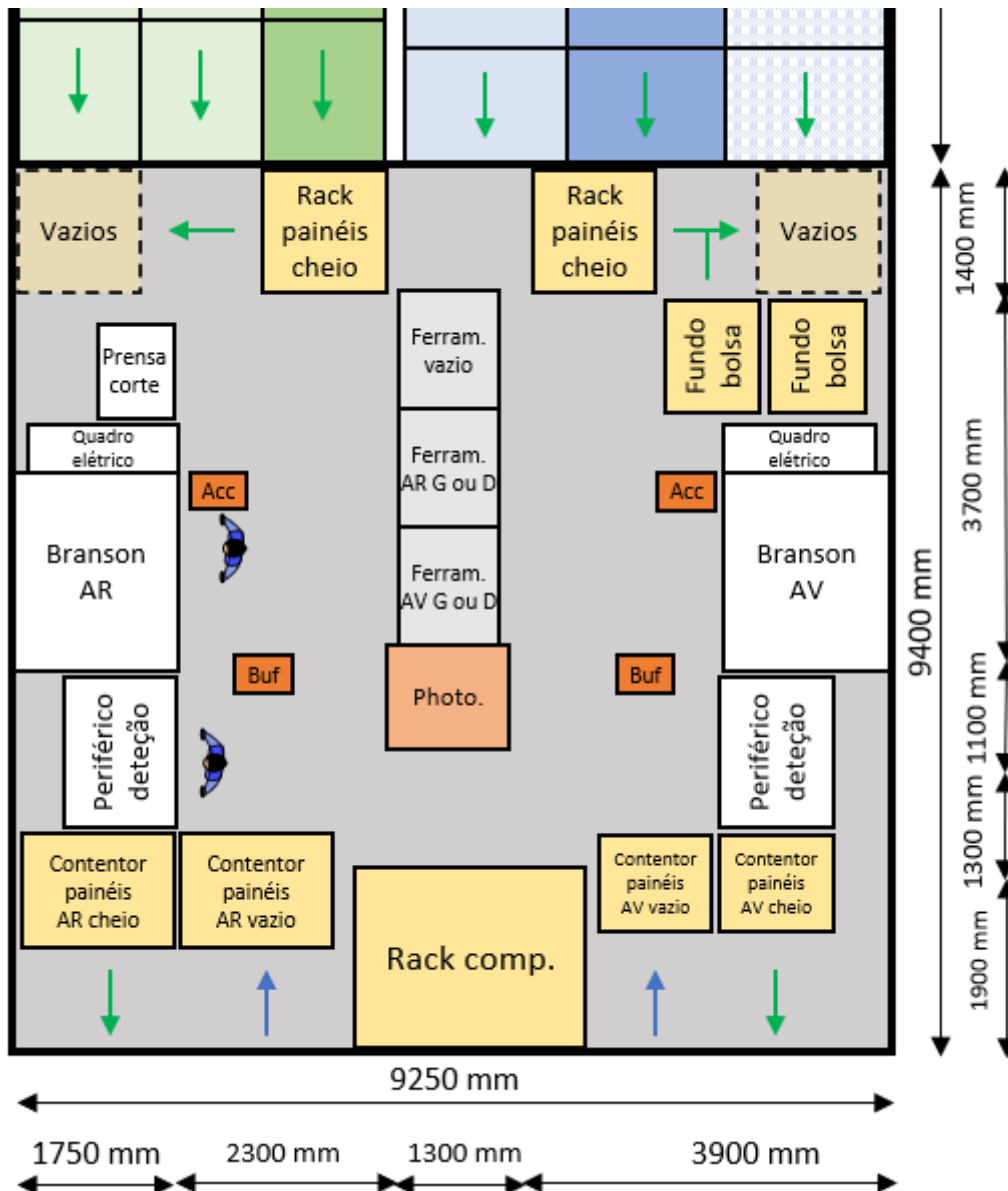 Vazios
Rack
painéis
cheio
Rack
painéis
cheio
Vazios
1400 mm
Prensa
corte
Ferram.
vazio
Fundo
bolsa
Fundo
bolsa
Quadro
elétrico
Quadro
elétrico
Acc
Ferram.
AR G ou D
Acc
3700 mm
Branson
AR
Ferram.
AV G ou D
Branson
AV
9400 mm
Buf
Photo.
Buf
Periférico
deteção
Periférico
deteção
1100 mm
1300 mm
Contentor
painéis
AR cheio
Contentor
painéis
AR vazio
Contentor
painéis
AV vazio
Contentor
painéis
AV cheio
Rack comp.
1900 mm
9250 mm
1750 mm
2300 mm
1300 mm
3900 mm